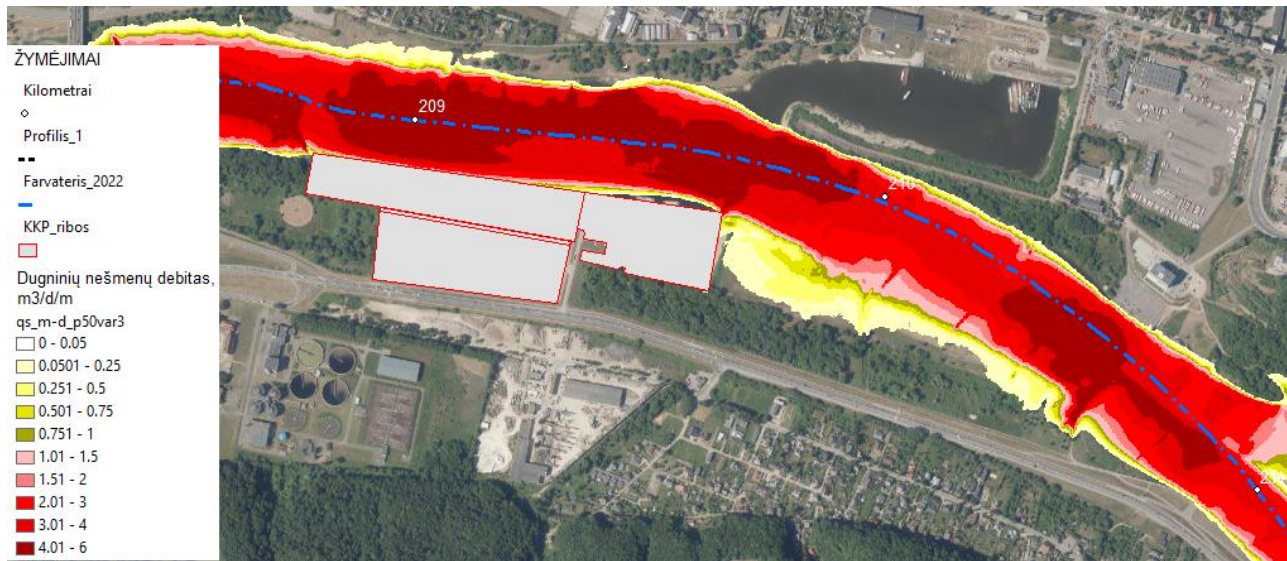 ŽYMĖJIMAI
Kilometrai
Profilis_1
Farvateris_2022
KKP_ribos
Dugninių nešmenų debitas,
m3/d/m
qs_m-d_p50var3
0 - 0.05
0.0501 - 0.25
0.251 - 0.5
0.501 - 0.75
0.751 - 1
1.01 - 1.5
1.51 - 2
2.01 - 3
3.01 - 4
4.01 - 6
209
210